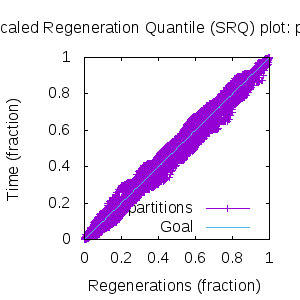 caled Regeneration Quantile (SRQ) plot: p
1
0.8
0.6
0.4
0.2
0
Time (fraction)
partitions
Goal
0 0.2 0.4 0.6 0.8 1
Regenerations (fraction)